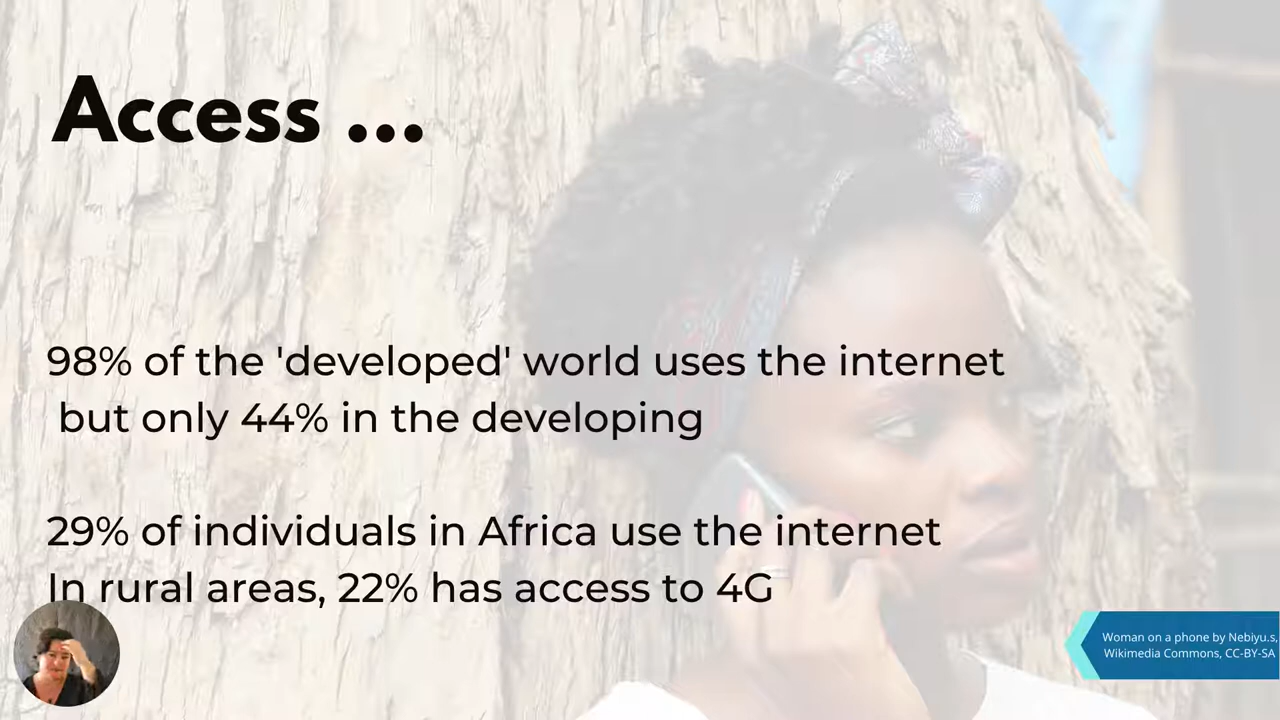 Access ...
98% of the 'developed' world uses the internet
but only 44% in the developing
29% of individuals in Africa use the internet
In rural areas, 22% has access to 4G
Woman on a phone by Nebiyu.s,
Wikimedia Commons, CC-BY-SA